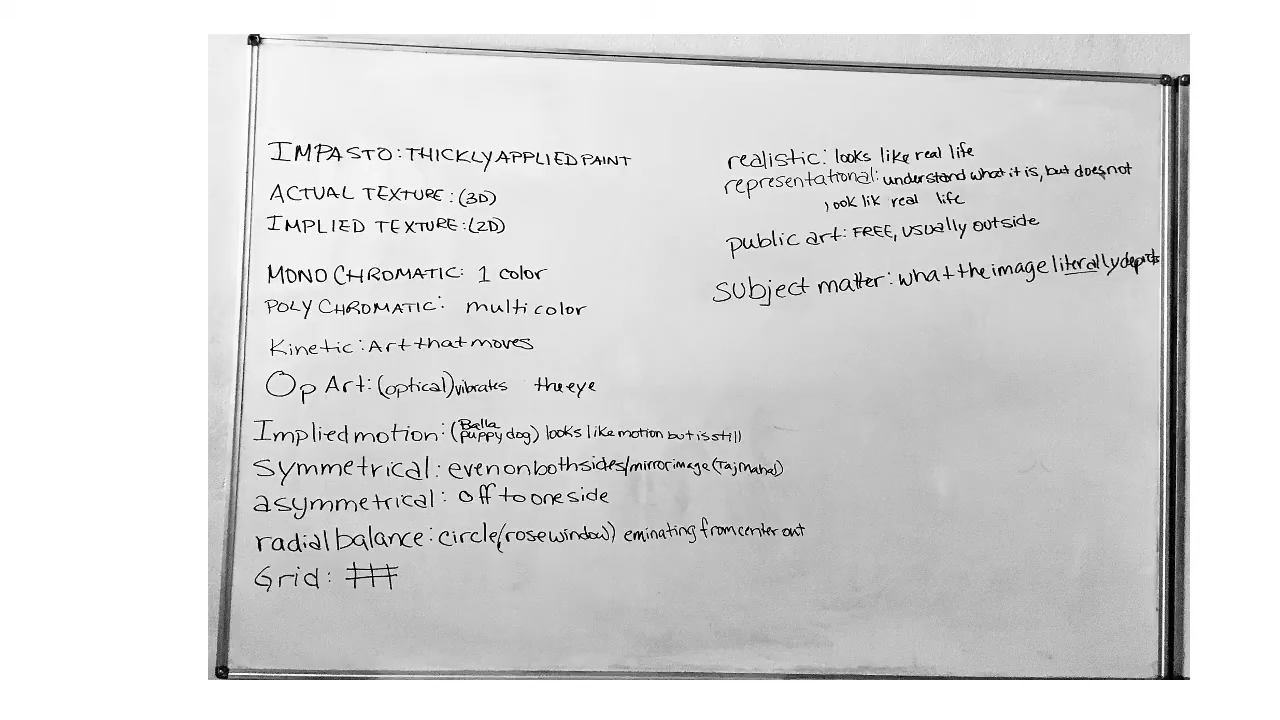 IMPASTO: THICKLY APPLIED PAINT
ACTUAL TEXTURE: (3D)
IMPLIED TEXTURE: (2D)
MONOCHROMATIC: 1 color
POLYCHROMATIC: multicolor
Kinetic: Art that moves
Op Art: (optical) vibrates the eye
Implied motion: (Balla puppy dog) looks like motion but is still
Symmetrical: even on both sides/mirror image (Taj Mahal)
asymmetrical: off to one side
radial balance: circle (rose window) eminating from center out
Grid:
realistic: looks like real life
representational: understand what it is, but does not
look lik real life
public art: FREE, usually outside
subject matter: what the image literally depicts